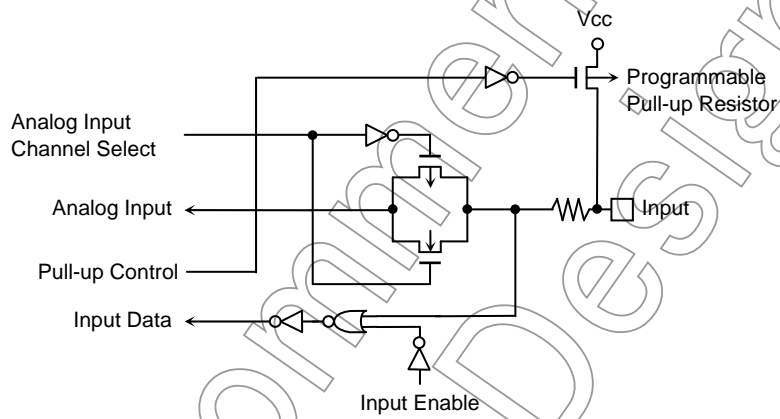 Vcc
Programmable
Pull-up Resistor
Analog Input
Channel Select
Analog Input
Input
Pull-up Control
Input Data
Input Enable